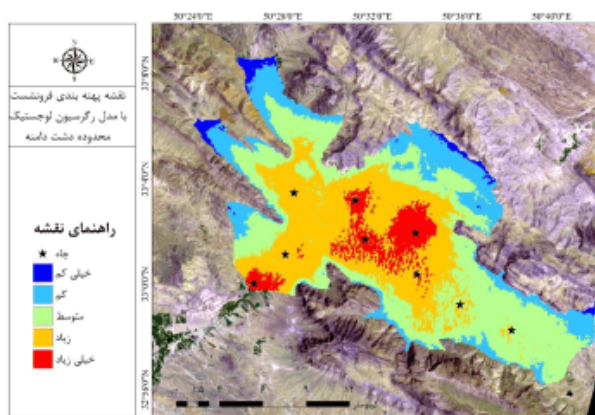 50°24'0"E 50°28'0"E 50°32'0"E 50°36'0"E 50°40'0"E
نقشه پهنه بندی فرونشست
با مدل رگرسیون لوجستیک
محدوده دشت دامنه
راهنمای نقشه
چاه
خیلی کم
کم
متوسط
زیاد
خیلی زیاد
33°8'0"N
33°4'0"N
33°0'0"N
32°56'0"N